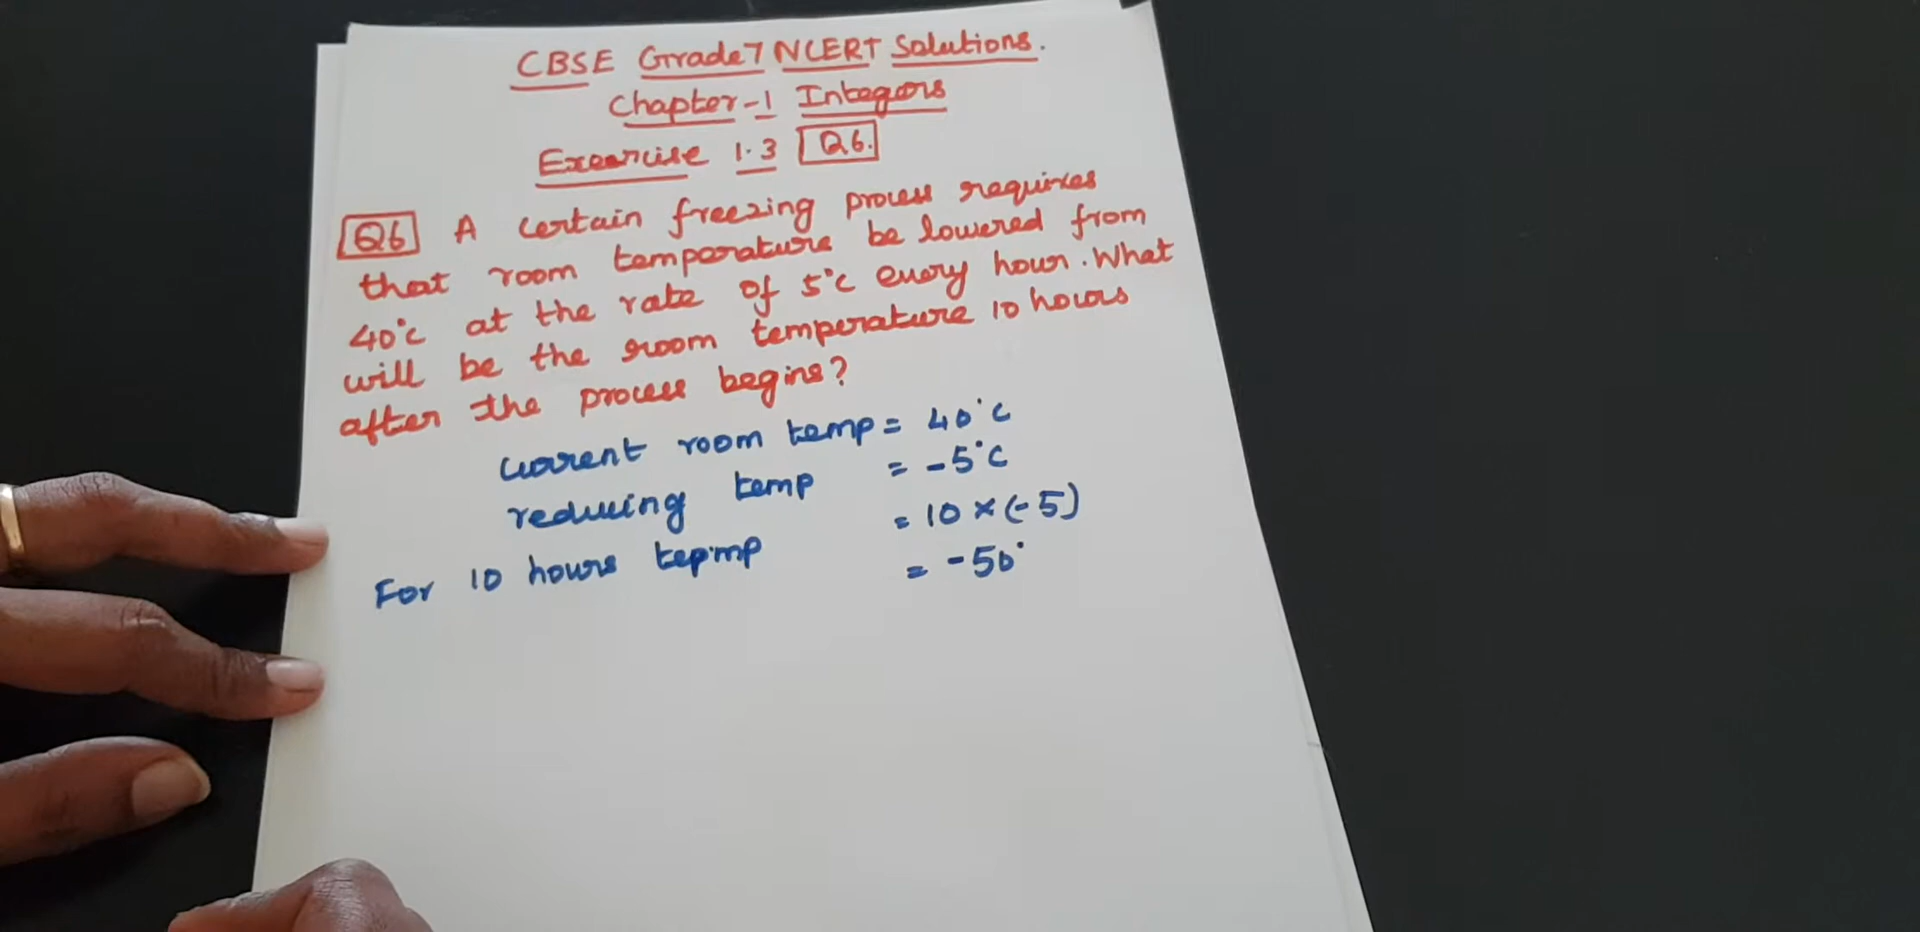 CBSE Grade7 NCERT Solutions.
Chapter-1 Integers
Exercise 1.3 Q6.
Q6 A certain freezing process requires
that room temperature be lowered from
40°c at the rate of 5°c every hour. What
will be the room temperature 10 hours
after the process begins?
current room temp = 40°c
reducing temp = -5°c
For 10 hours tepmp = 10 × (-5)
= -50°